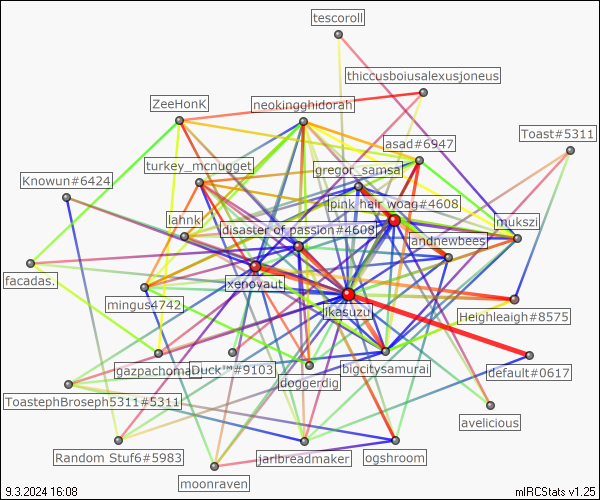 tescoroll
thiccusboiusalexusjoneus
ZeeHonK
neokingghidorah
Toast#5311
asad#6947
turkey_mcnugget
gregor_samsa
Knowun#6424
pink hair woag#4608
lahnk
mukszi
disaster of passion#4608
landnewbees
facadas.
xenoyaut
mingus4742
ikasuzu
Heighleaigh#8575
gazpachoma
Duck™#9103
doggerdig
bigcitysamurai
default#0617
ToastephBroseph5311#5311
avelicious
Random Stuf6#5983
jarlbreadmaker
ogshroom
moonraven
9.3.2024 16:08
mIRCStats v1.25